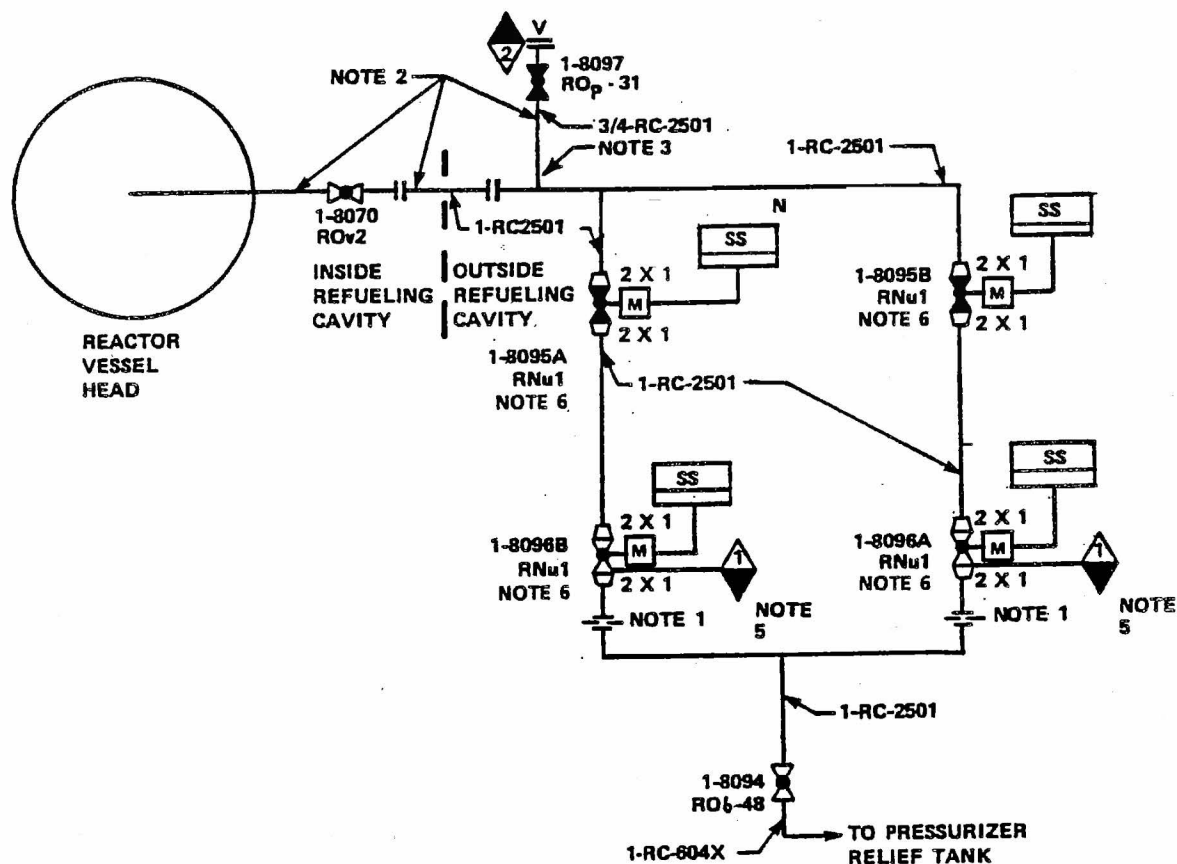 V
2
1-8097
ROp - 31
NOTE 2
3/4-RC-2501
NOTE 3
1-RC-2501
1-8070
ROv2
1-RC2501
N
SS
SS
INSIDE
REFUELING
CAVITY
OUTSIDE
REFUELING
CAVITY
2 X 1
M
2 X 1
1-8095B
RNu1
NOTE 6
2 X 1
M
2 X 1
REACTOR
VESSEL
HEAD
1-8095A
RNu1
NOTE 6
1-RC-2501
SS
SS
1-8096B
RNu1
NOTE 6
2 X 1
M
2 X 1
1
NOTE
5
1-8096A
RNu1
NOTE 6
2 X 1
M
2 X 1
1
NOTE
5
NOTE 1
NOTE 1
1-RC-2501
1-8094
1-RC-604X
TO PRESSURIZER
RELIEF TANK